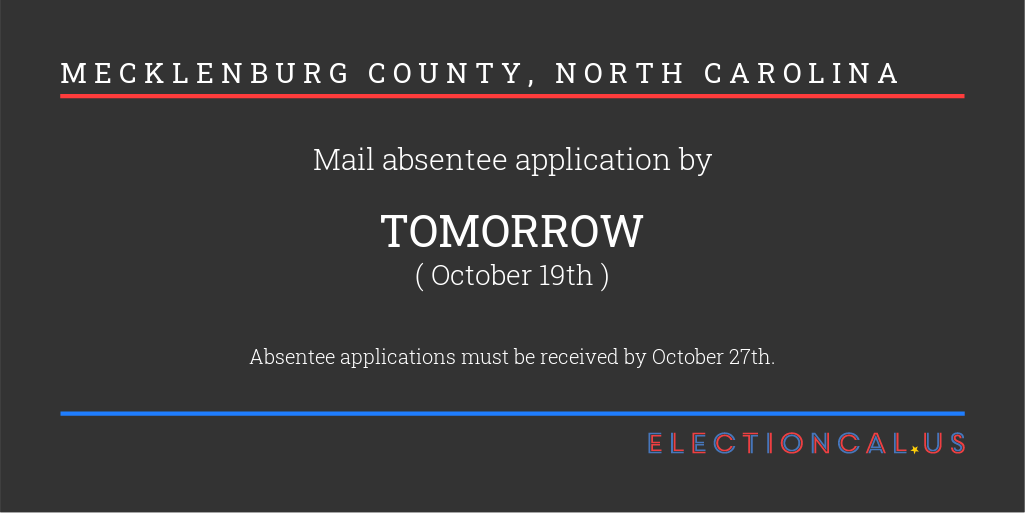 MECKLENBURG COUNTY, NORTH CAROLINA
Mail absentee application by
TOMORROW
( October 19th )
Absentee applications must be received by October 27th.
ELECTIONCAL.US